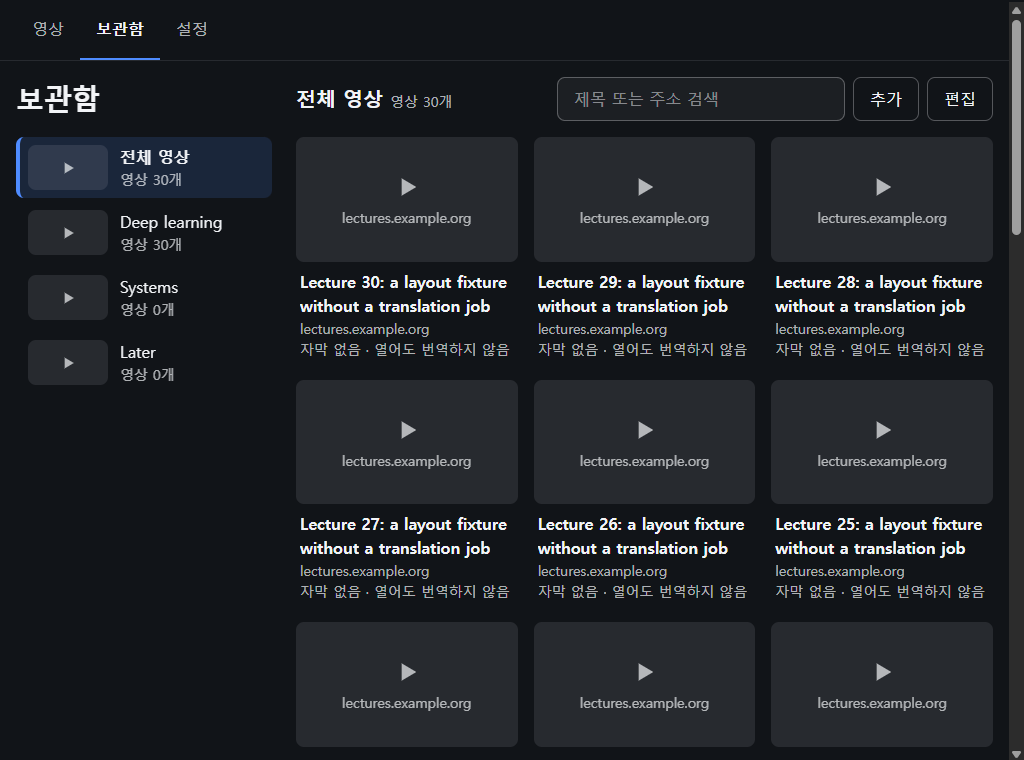 영상
보관함
설정
보관함
전체 영상 영상 30개
제목 또는 주소 검색
추가
편집
전체 영상
영상 30개
Deep learning
영상 30개
Systems
영상 0개
Later
영상 0개
lectures.example.org
Lecture 30: a layout fixture
without a translation job
lectures.example.org
자막 없음 · 열어도 번역하지 않음
lectures.example.org
Lecture 29: a layout fixture
without a translation job
lectures.example.org
자막 없음 · 열어도 번역하지 않음
lectures.example.org
Lecture 28: a layout fixture
without a translation job
lectures.example.org
자막 없음 · 열어도 번역하지 않음
lectures.example.org
Lecture 27: a layout fixture
without a translation job
lectures.example.org
자막 없음 · 열어도 번역하지 않음
lectures.example.org
Lecture 26: a layout fixture
without a translation job
lectures.example.org
자막 없음 · 열어도 번역하지 않음
lectures.example.org
Lecture 25: a layout fixture
without a translation job
lectures.example.org
자막 없음 · 열어도 번역하지 않음
lectures.example.org
lectures.example.org
lectures.example.org